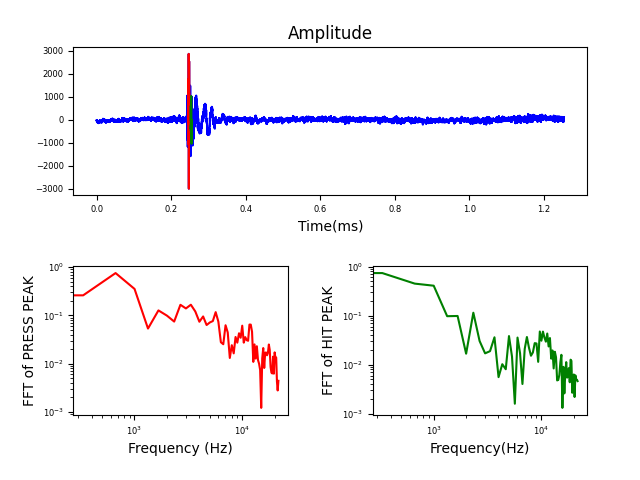 Amplitude
3000
2000
1000
0
−1000
−2000
−3000
0.0 0.2 0.4 0.6 0.8 1.0 1.2
Time(ms)
FFT of PRESS PEAK
10⁰
10⁻¹
10⁻²
10⁻³
10³ 10⁴
Frequency (Hz)
FFT of HIT PEAK
10⁰
10⁻¹
10⁻²
10⁻³
10³ 10⁴
Frequency(Hz)